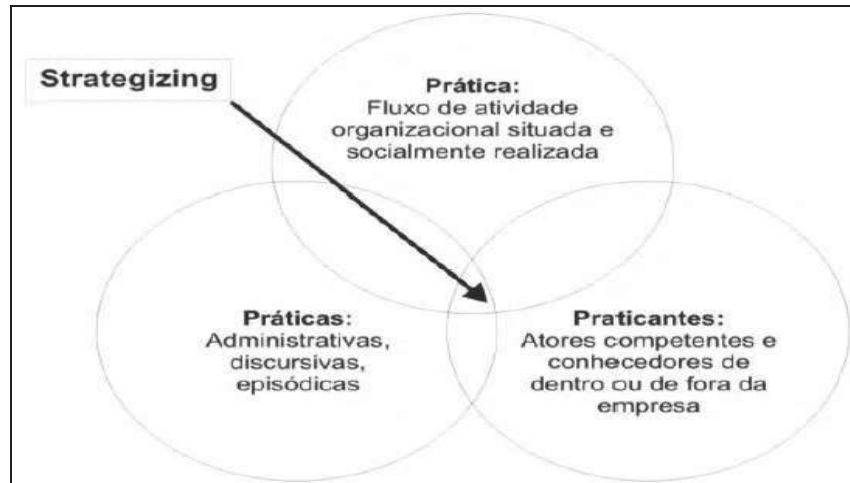 Strategizing
Prática:
Fluxo de atividade
organizacional situada e
socialmente realizada
Práticas:
Administrativas,
discursivas,
episódicas
Praticantes:
Atores competentes e
conhecedores de
dentro ou de fora da
empresa